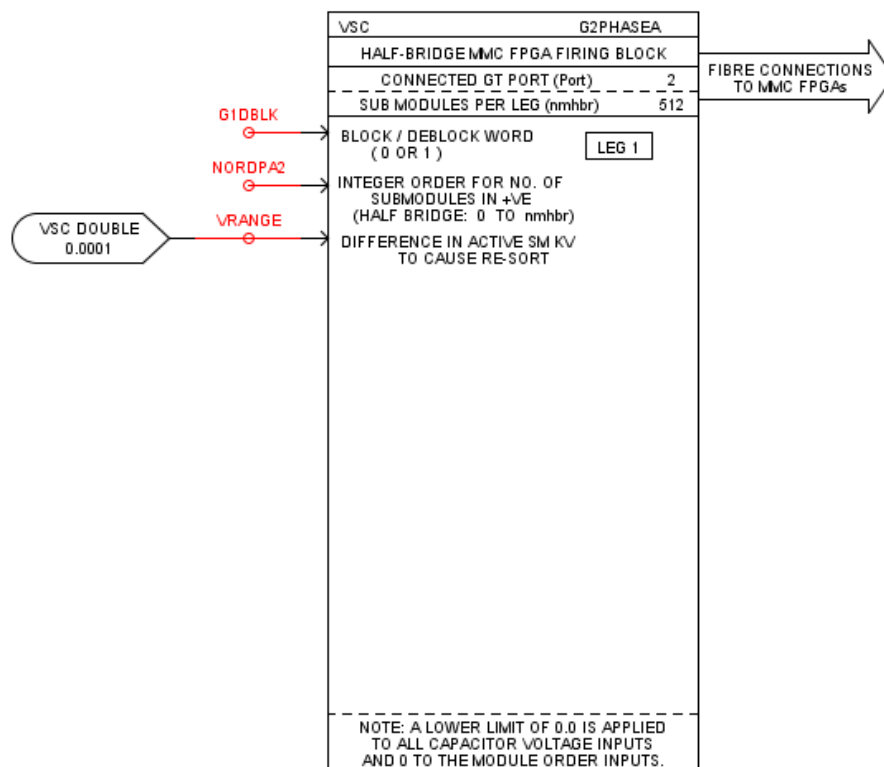 VSC G2PHASEA
HALF-BRIDGE MMC FPGA FIRING BLOCK
CONNECTED GT PORT (Port) 2
SUB MODULES PER LEG (nmhbr) 512
FIBRE CONNECTIONS
TO MMC FPGAs
G1DBLK
BLOCK / DEBLOCK WORD
( 0 OR 1 )
LEG 1
NORDPA2
INTEGER ORDER FOR NO. OF
SUBMODULES IN +VE
(HALF BRIDGE: 0 TO nmhbr)
VRANGE
VSC DOUBLE
0.0001
DIFFERENCE IN ACTIVE SM KV
TO CAUSE RE-SORT
NOTE: A LOWER LIMIT OF 0.0 IS APPLIED
TO ALL CAPACITOR VOLTAGE INPUTS
AND 0 TO THE MODULE ORDER INPUTS.